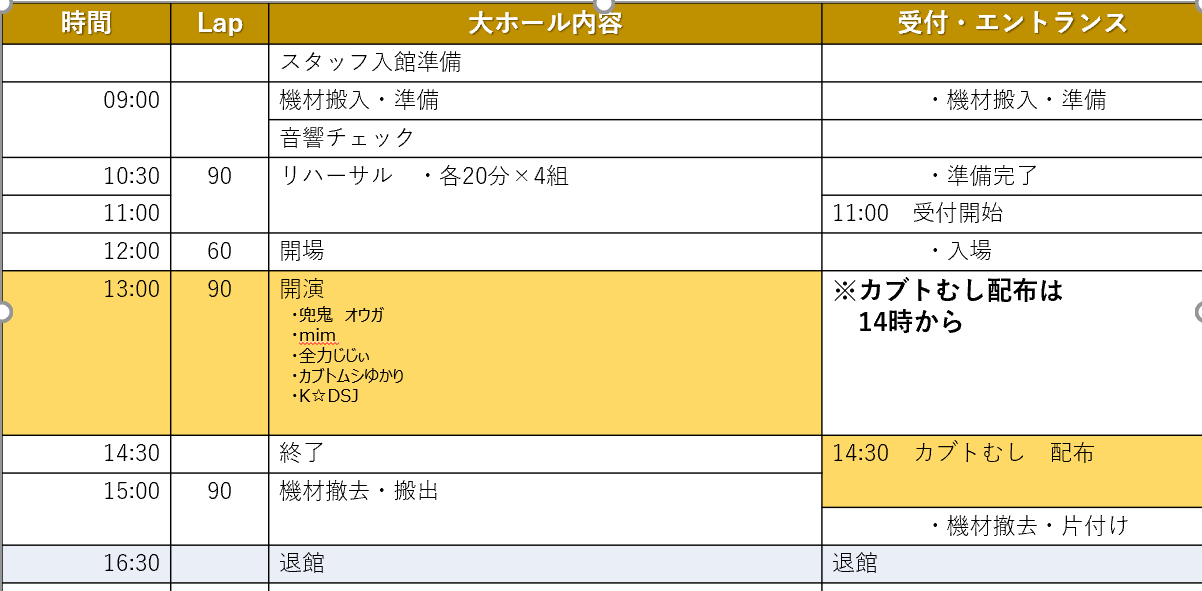 時間 Lap 大ホール内容 受付・エントランス
スタッフ入館準備
09:00 機材搬入・準備 ・機材搬入・準備
音響チェック
10:30 90 リハーサル ・各20分×4組 ・準備完了
11:00 11:00 受付開始
12:00 60 開場 ・入場
13:00 90 開演 ※カブトむし配布は
・兜鬼 オウガ 14時から
・mim
・全力じじぃ
・カブトムシゆかり
・K☆DSJ
14:30 終了 14:30 カブトむし 配布
15:00 90 機材撤去・搬出
・機材撤去・片付け
16:30 退館 退館